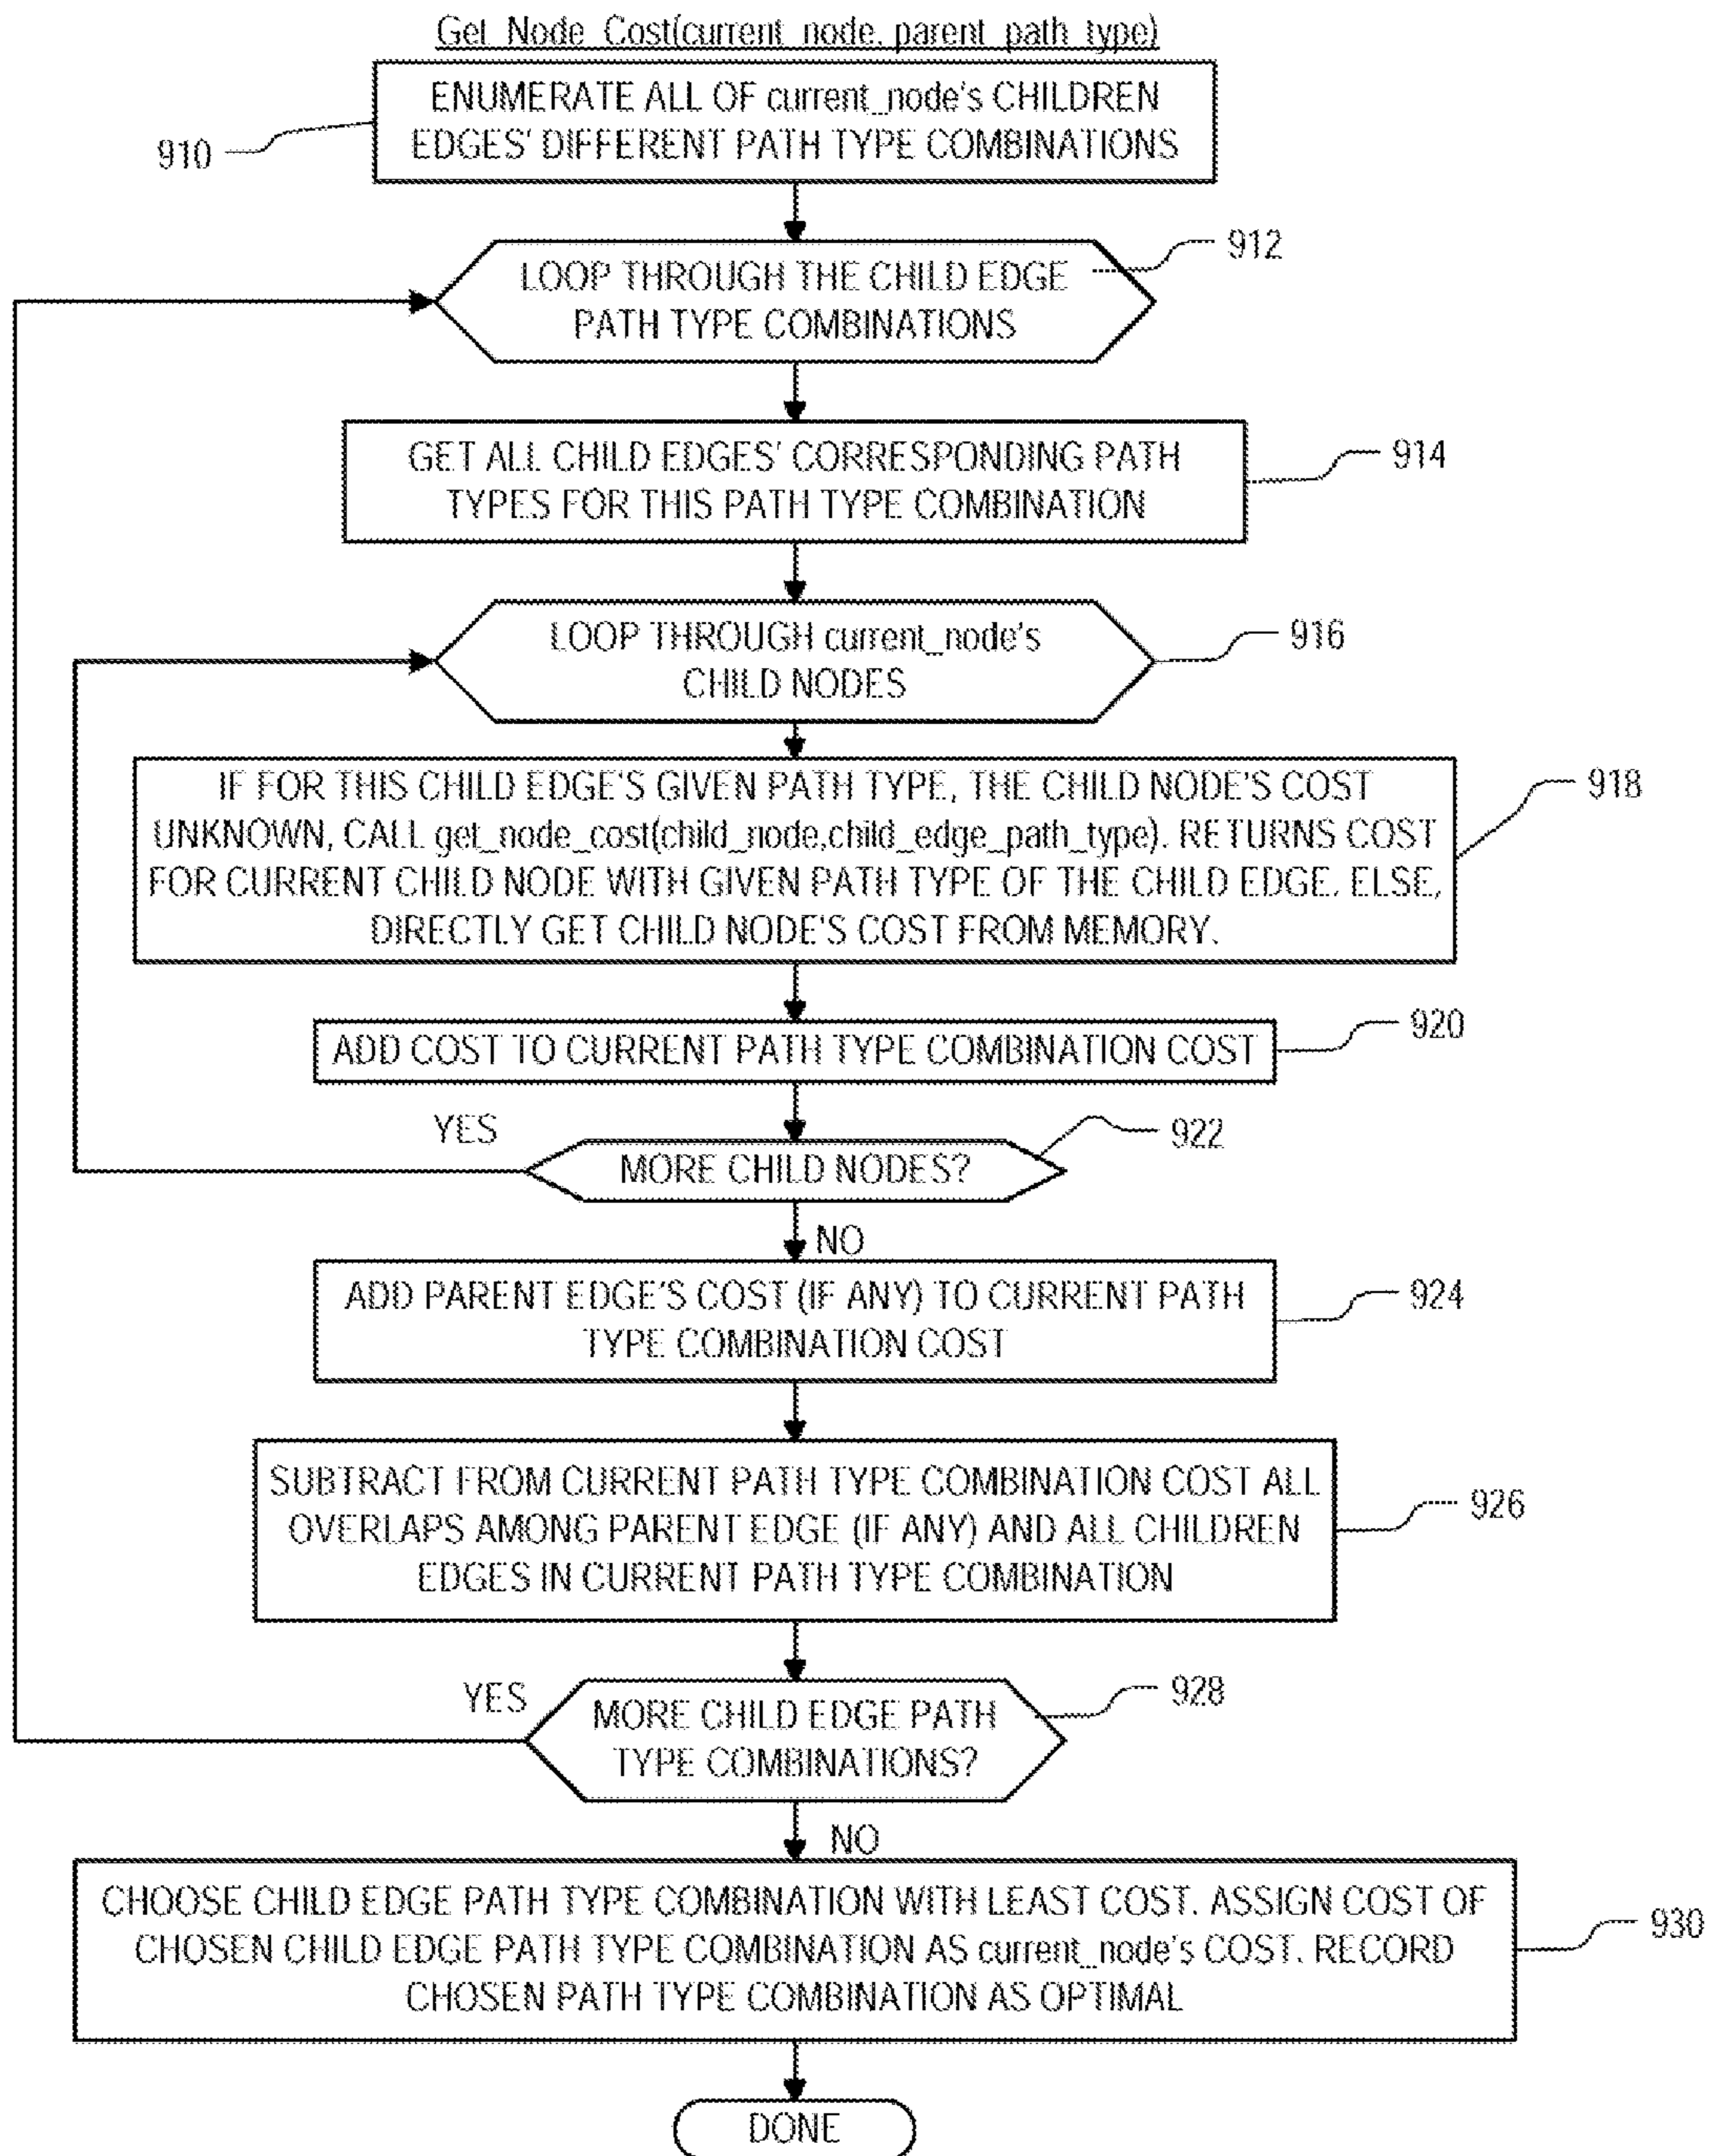 Get_Node_Cost(current_node, parent_path_type)
ENUMERATE ALL OF current_node's CHILDREN
EDGES' DIFFERENT PATH TYPE COMBINATIONS
910
LOOP THROUGH THE CHILD EDGE
PATH TYPE COMBINATIONS
912
GET ALL CHILD EDGES' CORRESPONDING PATH
TYPES FOR THIS PATH TYPE COMBINATION
914
LOOP THROUGH current_node's
CHILD NODES
916
IF FOR THIS CHILD EDGE'S GIVEN PATH TYPE, THE CHILD NODE'S COST
UNKNOWN, CALL get_node_cost(child_node,child_edge_path_type). RETURNS COST
FOR CURRENT CHILD NODE WITH GIVEN PATH TYPE OF THE CHILD EDGE. ELSE,
DIRECTLY GET CHILD NODE'S COST FROM MEMORY.
918
ADD COST TO CURRENT PATH TYPE COMBINATION COST
920
YES
MORE CHILD NODES?
922
NO
ADD PARENT EDGE'S COST (IF ANY) TO CURRENT PATH
TYPE COMBINATION COST
924
SUBTRACT FROM CURRENT PATH TYPE COMBINATION COST ALL
OVERLAPS AMONG PARENT EDGE (IF ANY) AND ALL CHILDREN
EDGES IN CURRENT PATH TYPE COMBINATION
926
YES
MORE CHILD EDGE PATH
TYPE COMBINATIONS?
928
NO
CHOOSE CHILD EDGE PATH TYPE COMBINATION WITH LEAST COST. ASSIGN COST OF
CHOSEN CHILD EDGE PATH TYPE COMBINATION AS current_node's COST. RECORD
CHOSEN PATH TYPE COMBINATION AS OPTIMAL
930
DONE